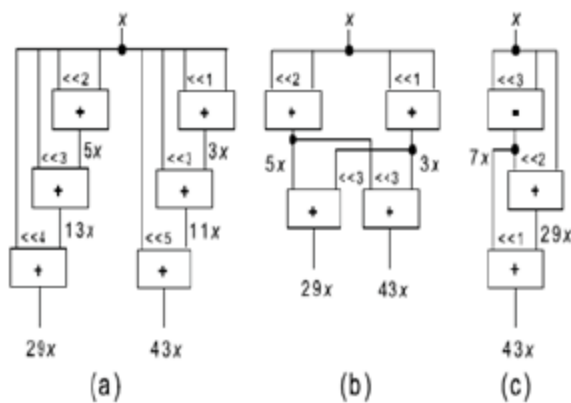 x x x
<<2 <<1 <<2 <<1 <<3
+ + + + -
5x 3x 5x 3x 7x
<<3 <<3 <<3 <<3 <<2
+ + + + +
13x 11x 29x
<<4 <<5 <<1
+ + 29x 43x +
29x 43x 43x
(a) (b) (c)